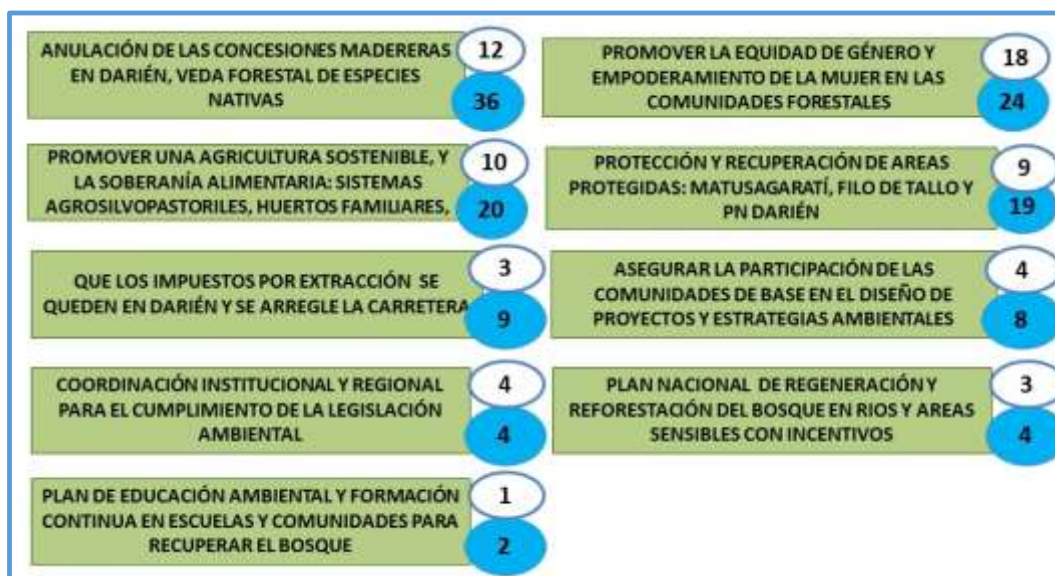 ANULACIÓN DE LAS CONCESIONES MADERERAS
EN DARIÉN, VEDA FORESTAL DE ESPECIES
NATIVAS
12
36
PROMOVER LA EQUIDAD DE GÉNERO Y
EMPODERAMIENTO DE LA MUJER EN LAS
COMUNIDADES FORESTALES
18
24
PROMOVER UNA AGRICULTURA SOSTENIBLE, Y
LA SOBERANÍA ALIMENTARIA: SISTEMAS
AGROSILVOPASTORILES, HUERTOS FAMILIARES,
10
20
PROTECCIÓN Y RECUPERACIÓN DE AREAS
PROTEGIDAS: MATUSAGARATÍ, FILO DE TALLO Y
PN DARIÉN
9
19
QUE LOS IMPUESTOS POR EXTRACCIÓN SE
QUEDEN EN DARIÉN Y SE ARREGLE LA CARRETERA
3
9
ASEGURAR LA PARTICIPACIÓN DE LAS
COMUNIDADES DE BASE EN EL DISEÑO DE
PROYECTOS Y ESTRATEGIAS AMBIENTALES
4
8
COORDINACIÓN INSTITUCIONAL Y REGIONAL
PARA EL CUMPLIMIENTO DE LA LEGISLACIÓN
AMBIENTAL
4
4
PLAN NACIONAL DE REGENERACIÓN Y
REFORESTACIÓN DEL BOSQUE EN RIOS Y AREAS
SENSIBLES CON INCENTIVOS
3
4
PLAN DE EDUCACIÓN AMBIENTAL Y FORMACIÓN
CONTINUA EN ESCUELAS Y COMUNIDADES PARA
RECUPERAR EL BOSQUE
1
2